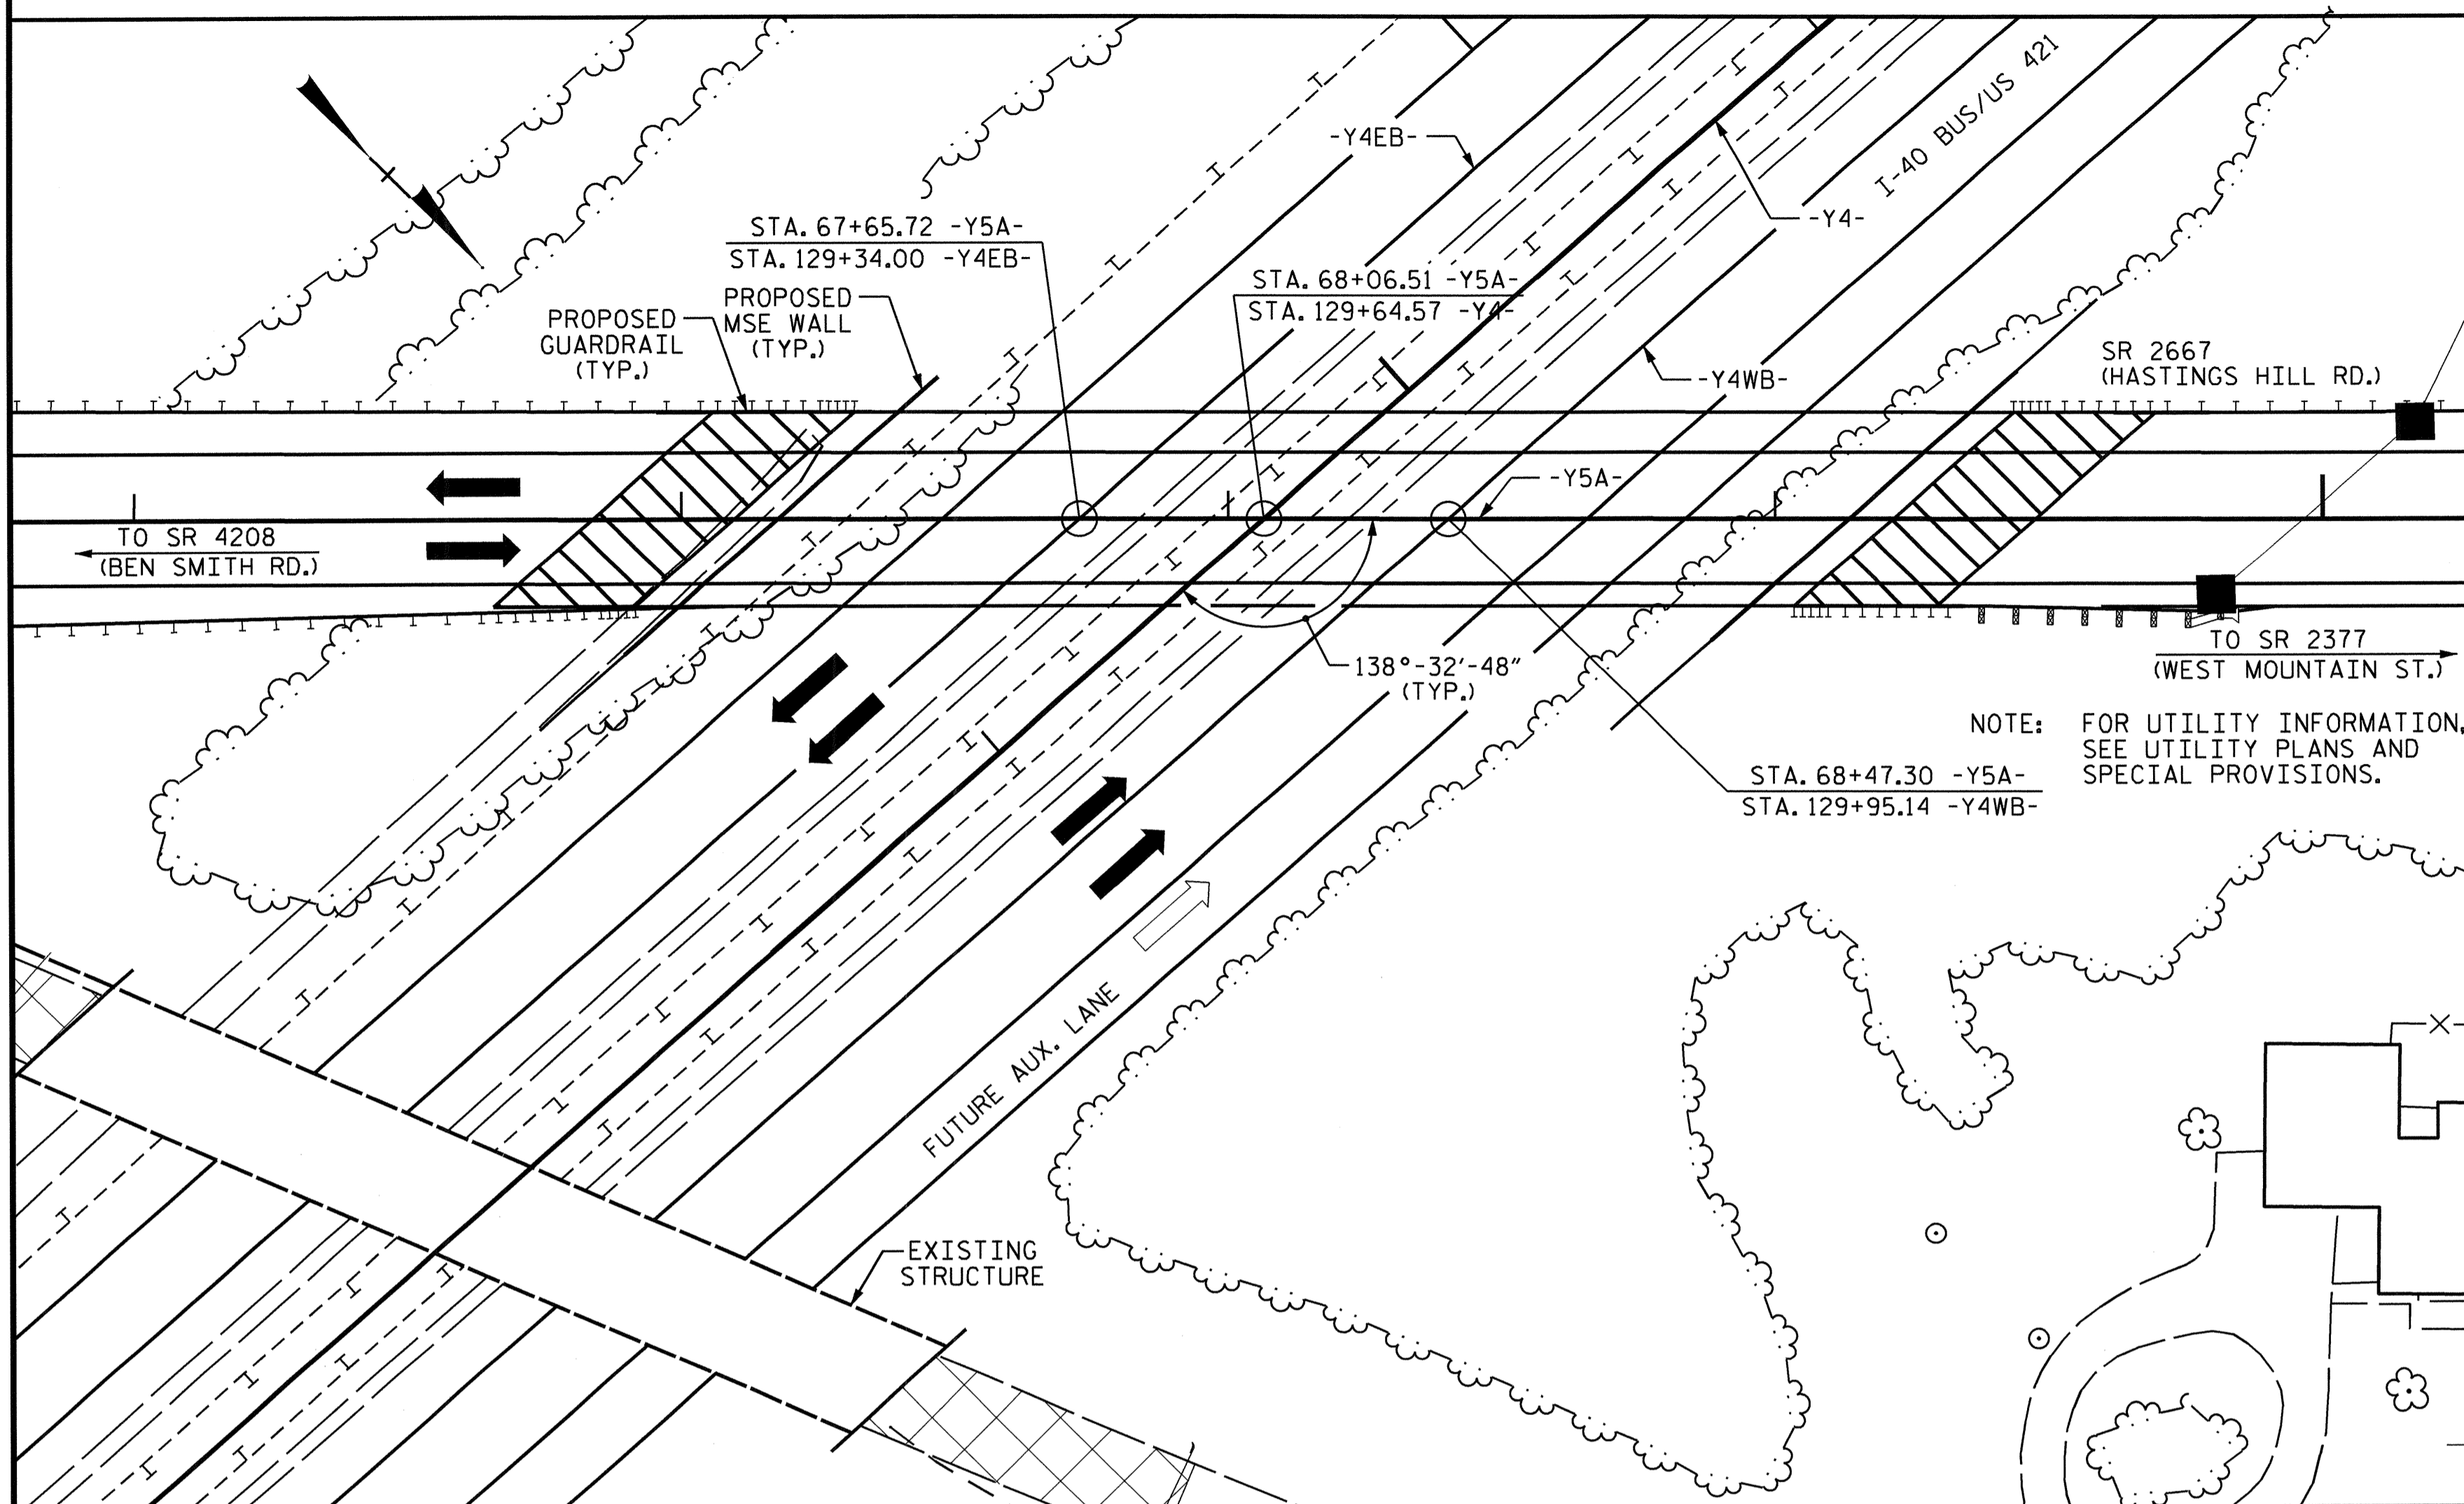 I-40 BUS/US 421
-Y4EB-
-Y4-
STA. 67+65.72 -Y5A-
STA. 129+34.00 -Y4EB-
STA. 68+06.51 -Y5A-
STA. 129+64.57 -Y4-
PROPOSED
GUARDRAIL
(TYP.)
PROPOSED
MSE WALL
(TYP.)
-Y4WB-
SR 2667
(HASTINGS HILL RD.)
-Y5A-
TO SR 4208
(BEN SMITH RD.)
138°-32'-48"
(TYP.)
TO SR 2377
(WEST MOUNTAIN ST.)
NOTE: FOR UTILITY INFORMATION,
SEE UTILITY PLANS AND
SPECIAL PROVISIONS.
STA. 68+47.30 -Y5A-
STA. 129+95.14 -Y4WB-
FUTURE AUX. LANE
EXISTING
STRUCTURE